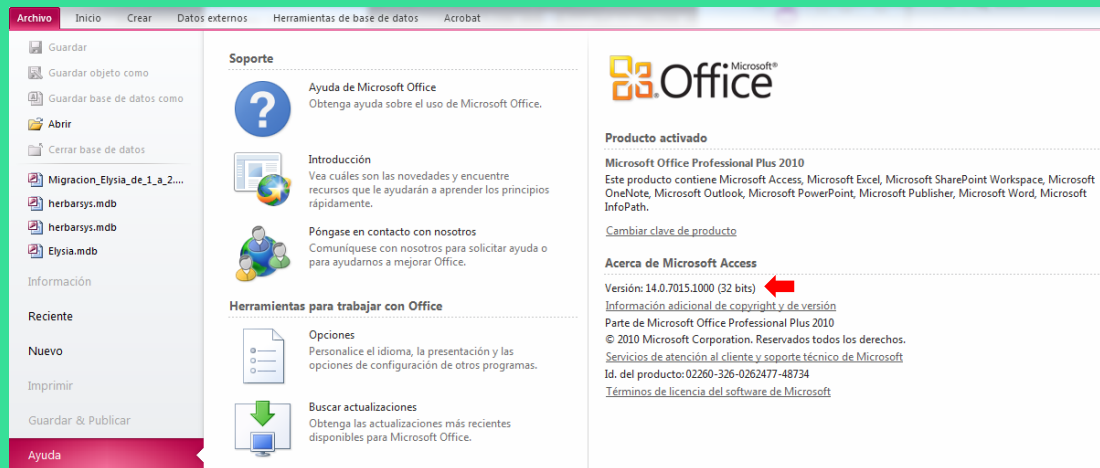 Archivo Inicio Crear Datos externos Herramientas de base de datos Acrobat
Guardar
Guardar objeto como
Guardar base de datos como
Abrir
Cerrar base de datos
Migracion_Elysia_de_1_a_2....
herbarsys.mdb
herbarsys.mdb
Elysia.mdb
Información
Reciente
Nuevo
Imprimir
Guardar & Publicar
Ayuda
Soporte
Ayuda de Microsoft Office
Obtenga ayuda sobre el uso de Microsoft Office.
Introducción
Vea cuáles son las novedades y encuentre
recursos que le ayudarán a aprender los principios
rápidamente.
Póngase en contacto con nosotros
Comuníquese con nosotros para solicitar ayuda o
para ayudarnos a mejorar Office.
Herramientas para trabajar con Office
Opciones
Personalice el idioma, la presentación y las
opciones de configuración de otros programas.
Buscar actualizaciones
Obtenga las actualizaciones más recientes
disponibles para Microsoft Office.
Microsoft®
Office
Producto activado
Microsoft Office Professional Plus 2010
Este producto contiene Microsoft Access, Microsoft Excel, Microsoft SharePoint Workspace, Microsoft
OneNote, Microsoft Outlook, Microsoft PowerPoint, Microsoft Publisher, Microsoft Word, Microsoft
InfoPath.
Cambiar clave de producto
Acerca de Microsoft Access
Versión: 14.0.7015.1000 (32 bits)
Información adicional de copyright y de versión
Parte de Microsoft Office Professional Plus 2010
© 2010 Microsoft Corporation. Reservados todos los derechos.
Servicios de atención al cliente y soporte técnico de Microsoft
Id. del producto: 02260-326-0262477-48734
Términos de licencia del software de Microsoft